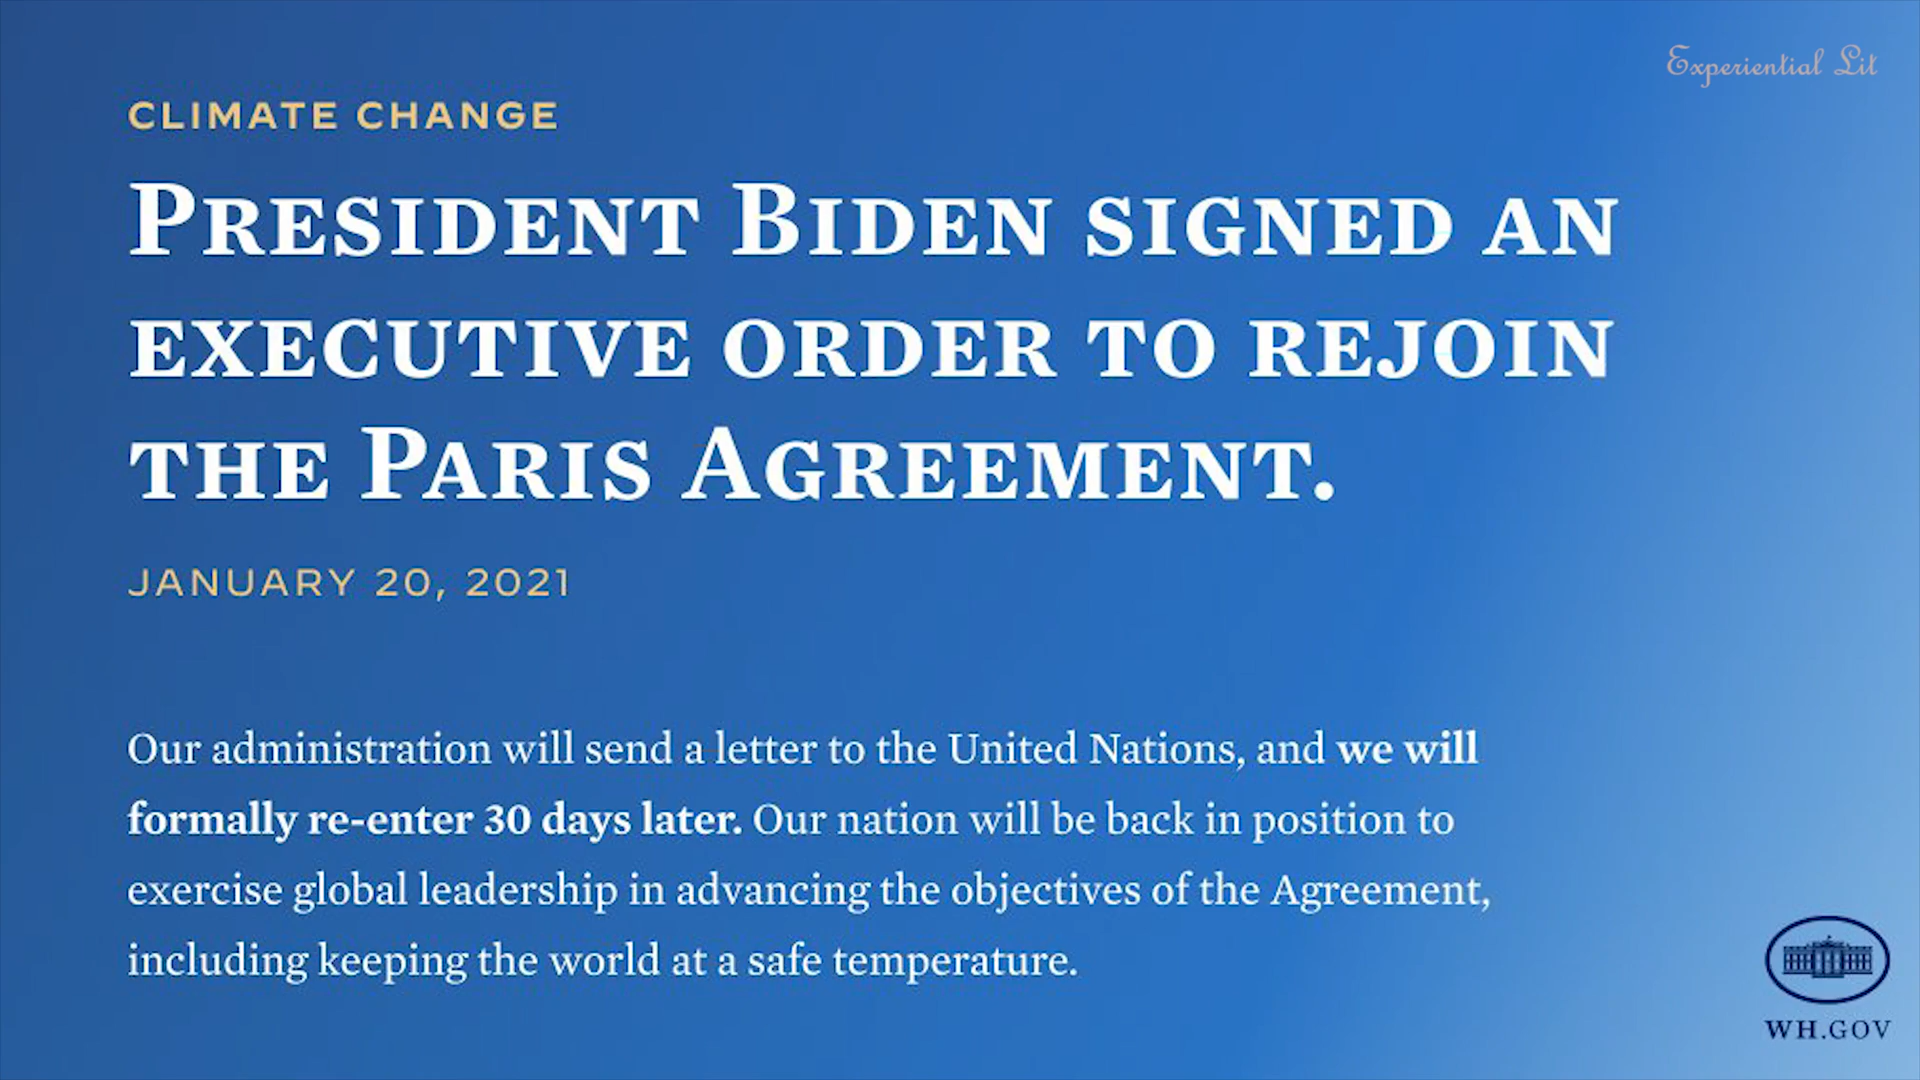 Experiential Lit
CLIMATE CHANGE
PRESIDENT BIDEN SIGNED AN
EXECUTIVE ORDER TO REJOIN
THE PARIS AGREEMENT.
JANUARY 20, 2021
Our administration will send a letter to the United Nations, and we will
formally re-enter 30 days later. Our nation will be back in position to
exercise global leadership in advancing the objectives of the Agreement,
including keeping the world at a safe temperature.
WH.GOV